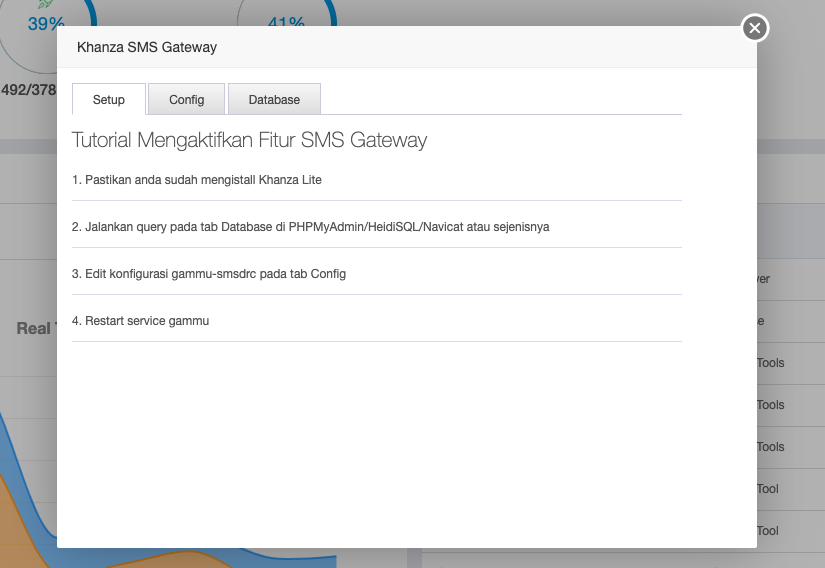 39%
41%
492/378
Khanza SMS Gateway
Setup
Config
Database
Tutorial Mengaktifkan Fitur SMS Gateway
1. Pastikan anda sudah mengistall Khanza Lite
2. Jalankan query pada tab Database di PHPMyAdmin/HeidiSQL/Navicat atau sejenisnya
3. Edit konfigurasi gammu-smsdrc pada tab Config
4. Restart service gammu
Real
Tools
Tools
Tools
Tool
Tool